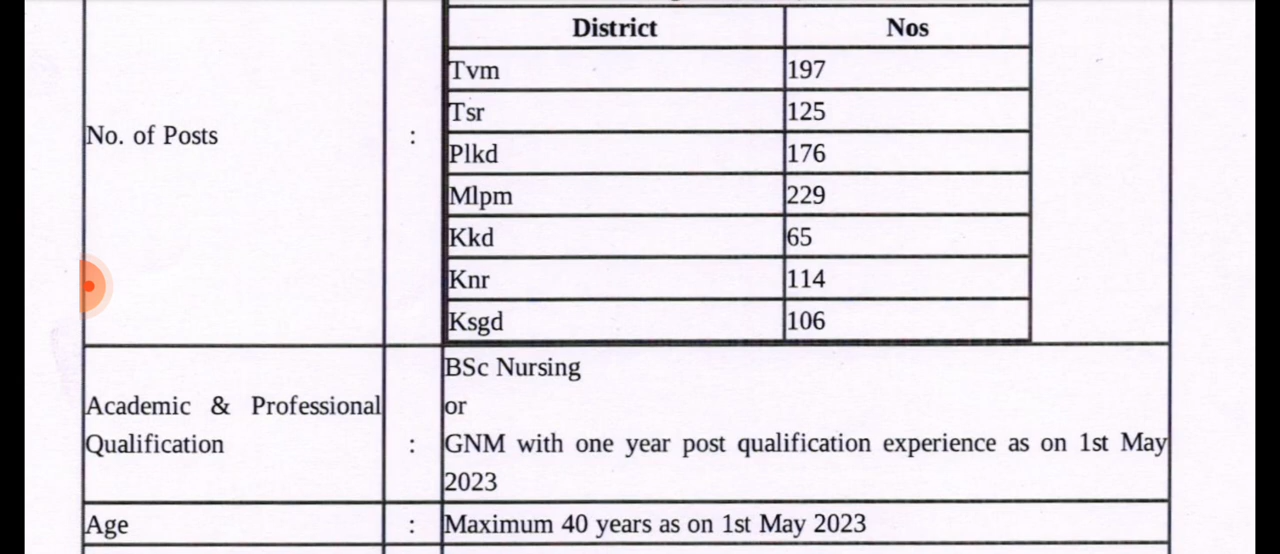 District Nos
Tvm 197
Tsr 125
Plkd 176
No. of Posts : Mlpm 229
Kkd 65
Knr 114
Ksgd 106
BSc Nursing
Academic & Professional or
Qualification : GNM with one year post qualification experience as on 1st May
2023
Age : Maximum 40 years as on 1st May 2023